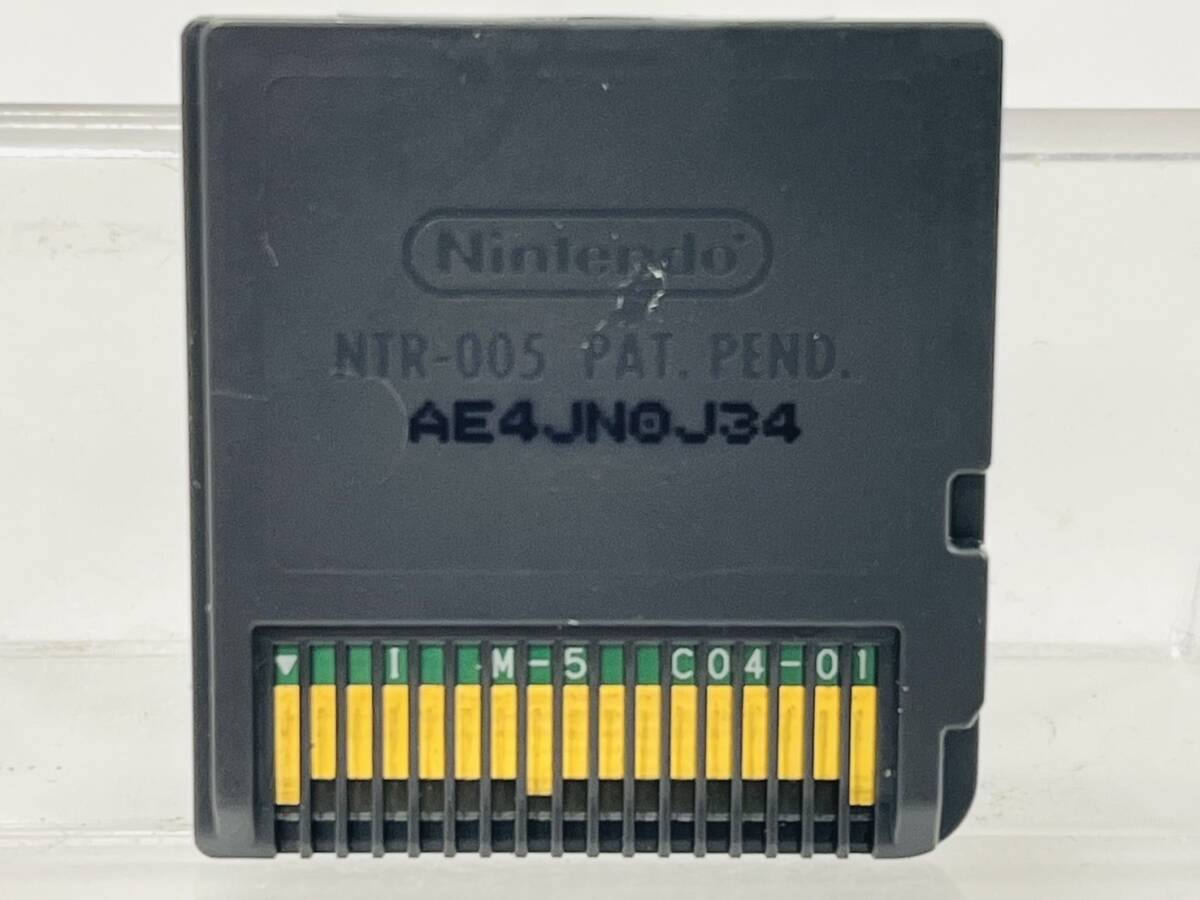 Nintendo
NTR-005 PAT. PEND.
AE4JN0J34
▼ I M-5 C04-01